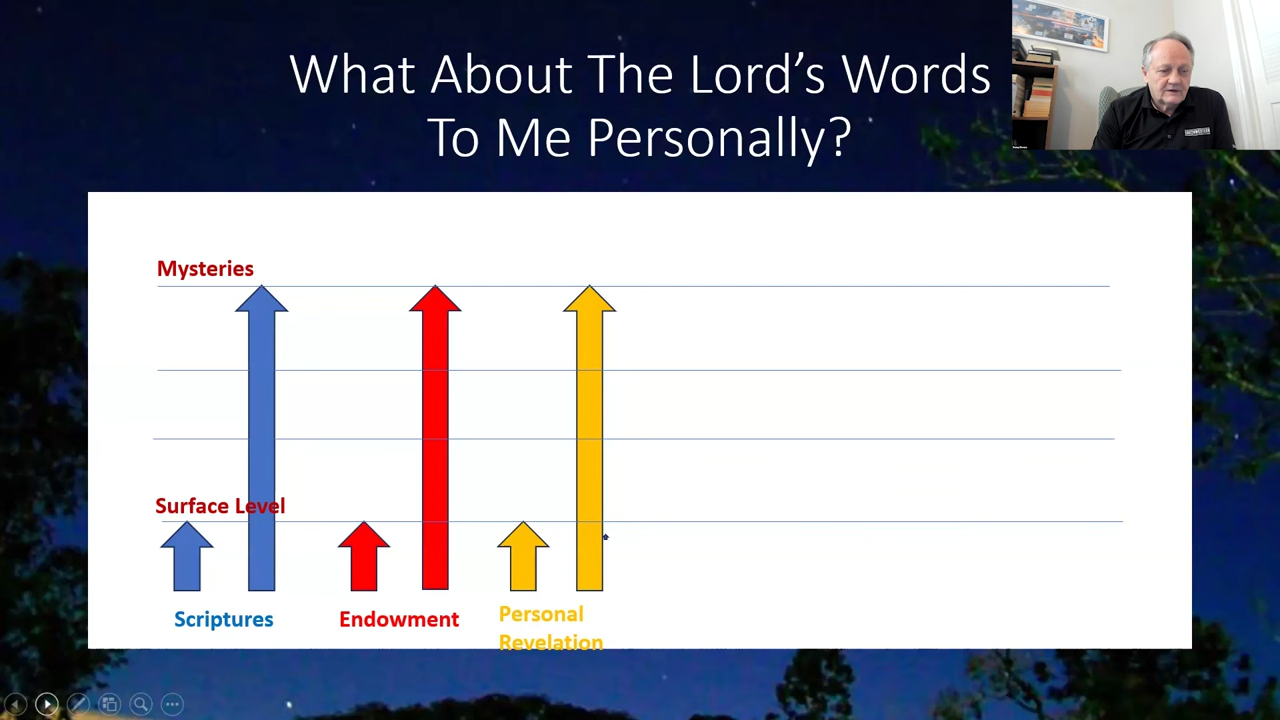 What About The Lord's Words
To Me Personally?
Mysteries
Surface Level
Scriptures
Endowment
Personal
Revelation